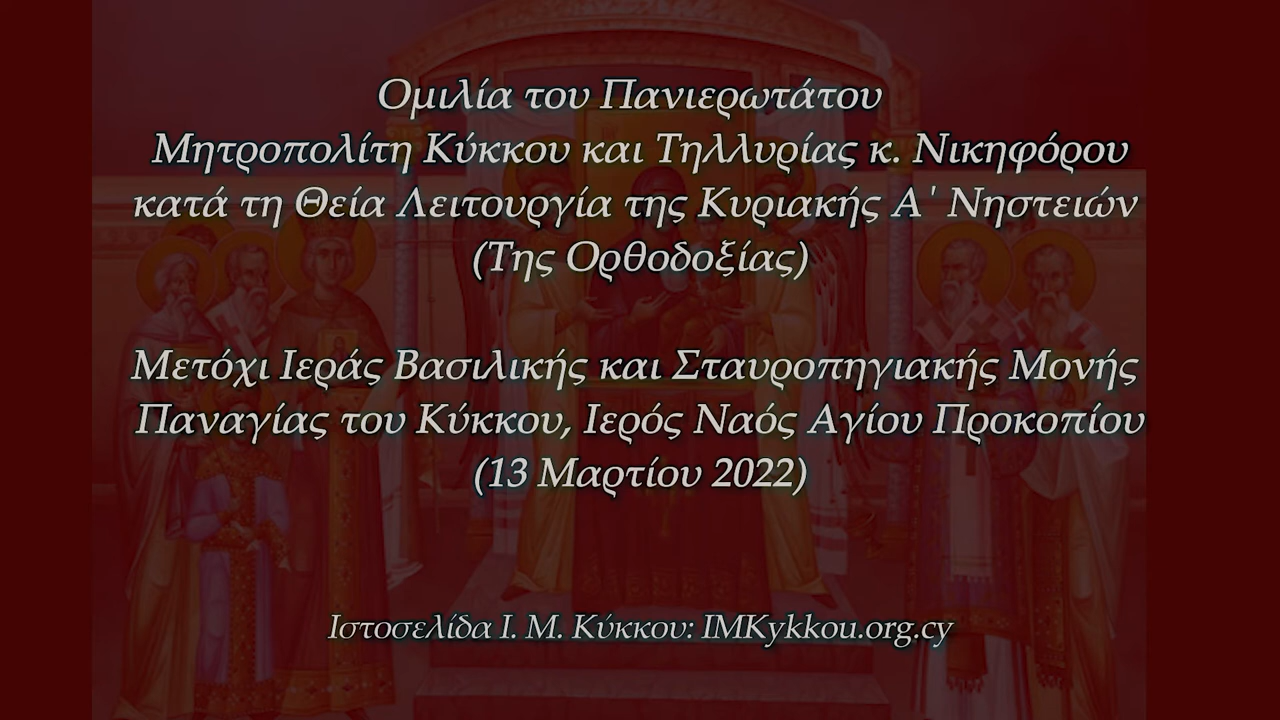 Ομιλία του Πανιερωτάτου
Μητροπολίτη Κύκκου και Τηλλυρίας κ. Νικηφόρου
κατά τη Θεία Λειτουργία της Κυριακής Α΄ Νηστειών
(Της Ορθοδοξίας)
Μετόχι Ιεράς Βασιλικής και Σταυροπηγιακής Μονής
Παναγίας του Κύκκου, Ιερός Ναός Αγίου Προκοπίου
(13 Μαρτίου 2022)
Ιστοσελίδα Ι. Μ. Κύκκου: IMKykkou.org.cy